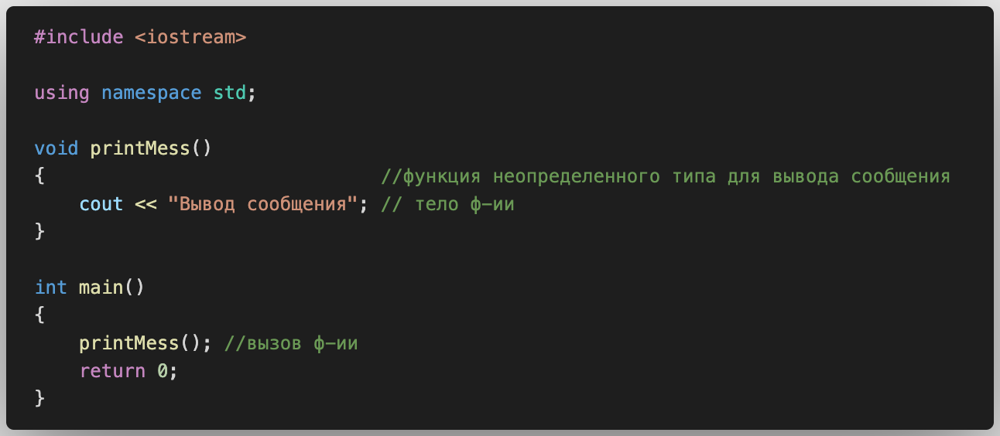 #include <iostream>
using namespace std;
void printMess()
{ //функция неопределенного типа для вывода сообщения
cout << "Вывод сообщения"; // тело ф-ии
}
int main()
{
printMess(); //вызов ф-ии
return 0;
}